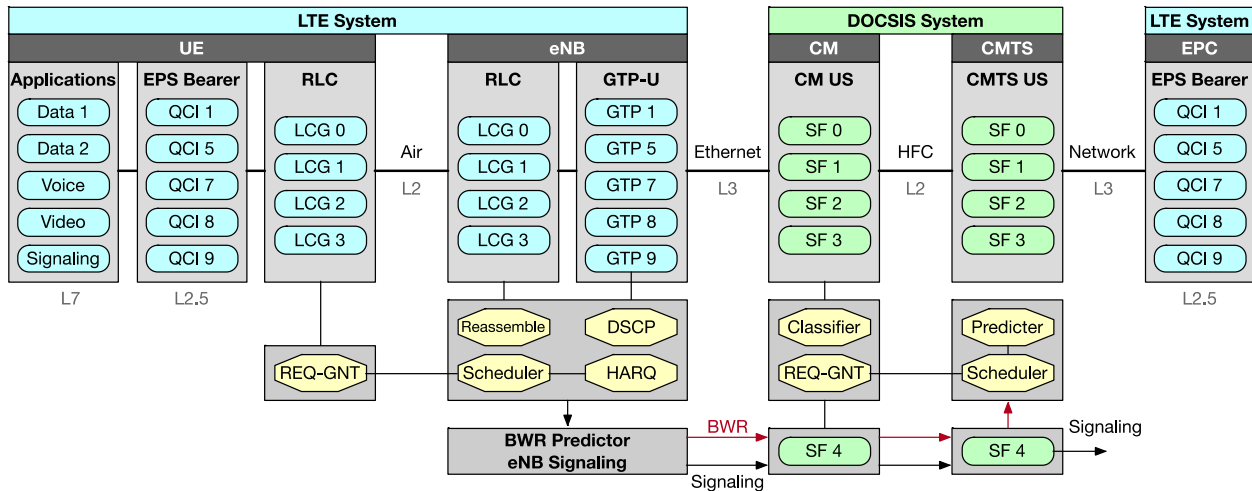 LTE System
DOCSIS System
LTE System
UE
eNB
CM
CMTS
EPC
Applications
EPS Bearer
RLC
RLC
GTP-U
CM US
CMTS US
EPS Bearer
Data 1
Data 2
Voice
Video
Signaling
L7
QCI 1
QCI 5
QCI 7
QCI 8
QCI 9
L2.5
LCG 0
LCG 1
LCG 2
LCG 3
Air
L2
LCG 0
LCG 1
LCG 2
LCG 3
GTP 1
GTP 5
GTP 7
GTP 8
GTP 9
Ethernet
L3
SF 0
SF 1
SF 2
SF 3
HFC
L2
SF 0
SF 1
SF 2
SF 3
Network
L3
QCI 1
QCI 5
QCI 7
QCI 8
QCI 9
L2.5
Reassemble
DSCP
Classifier
Predicter
REQ-GNT
Scheduler
HARQ
REQ-GNT
Scheduler
BWR Predictor
eNB Signaling
BWR
Signaling
SF 4
SF 4
Signaling